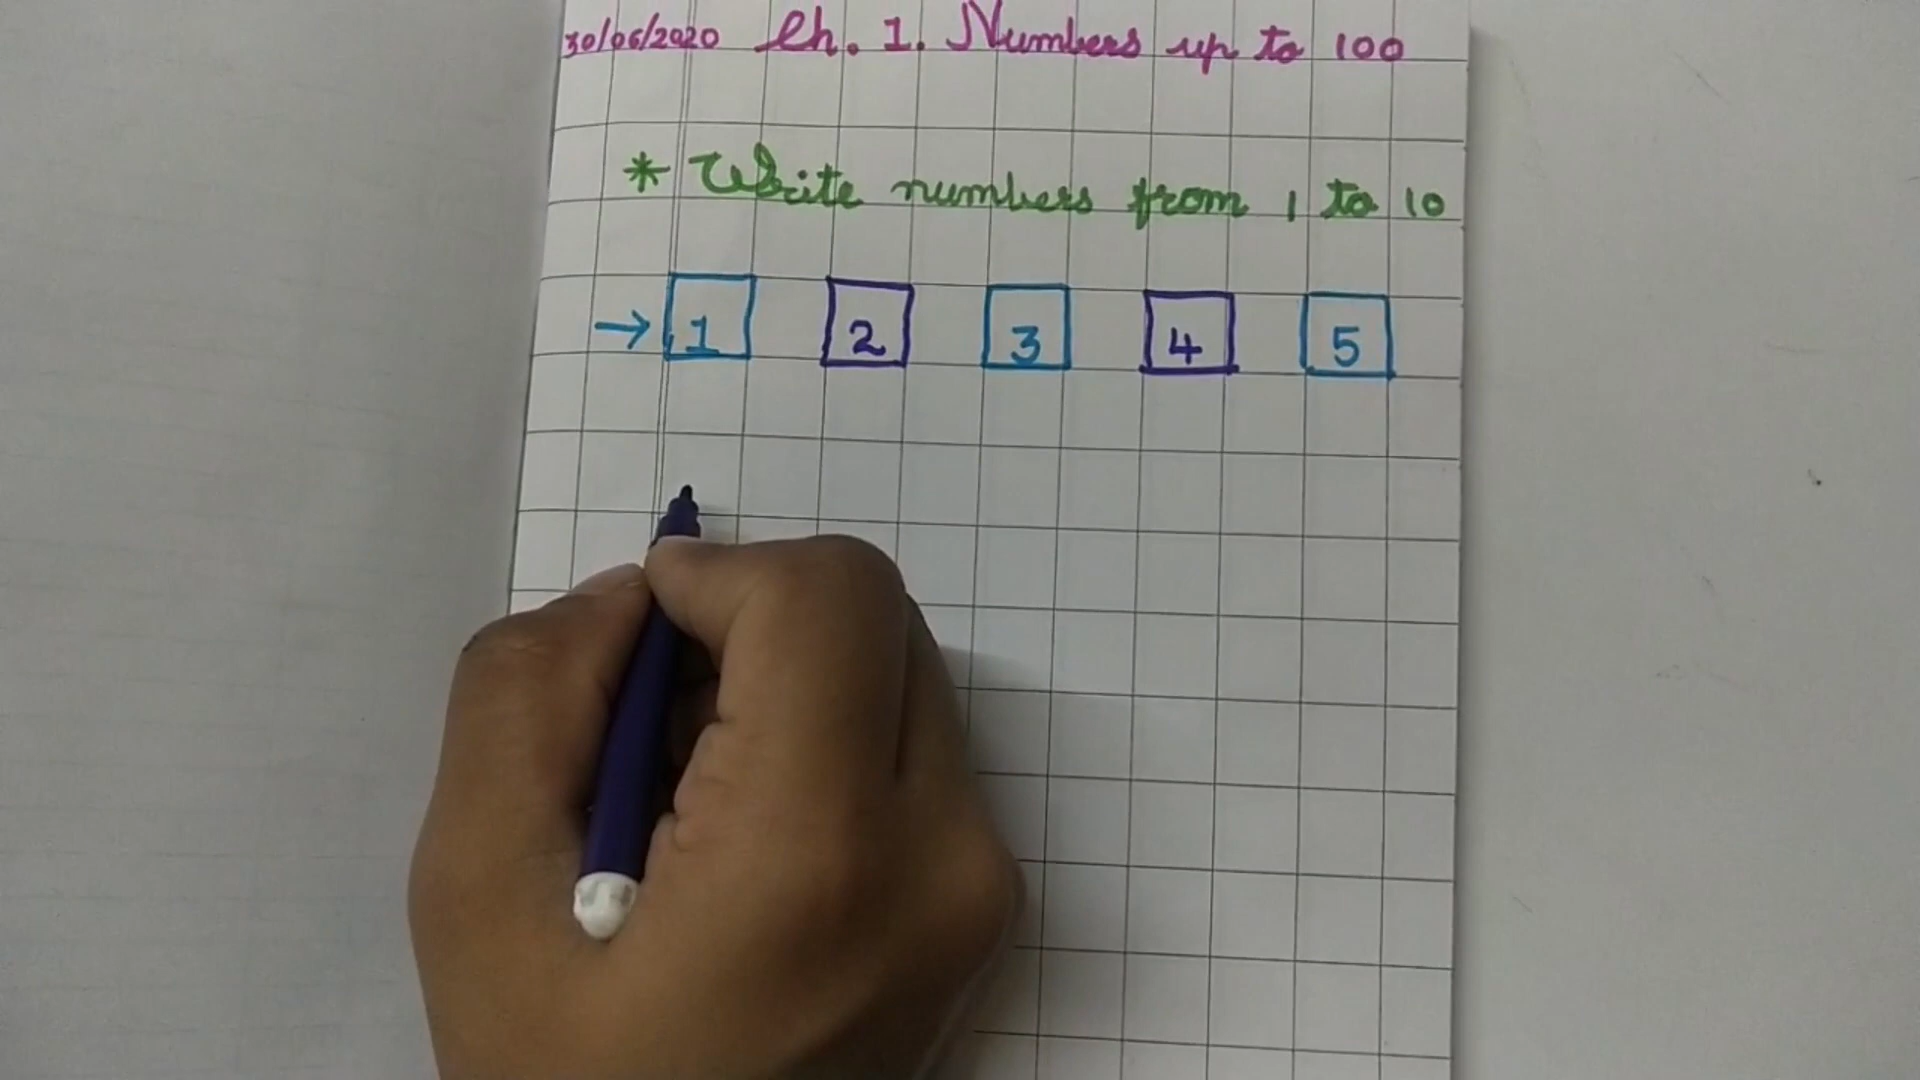 30/06/2020 Ch. 1. Numbers up to 100
* Write numbers from 1 to 10
→ 1 2 3 4 5